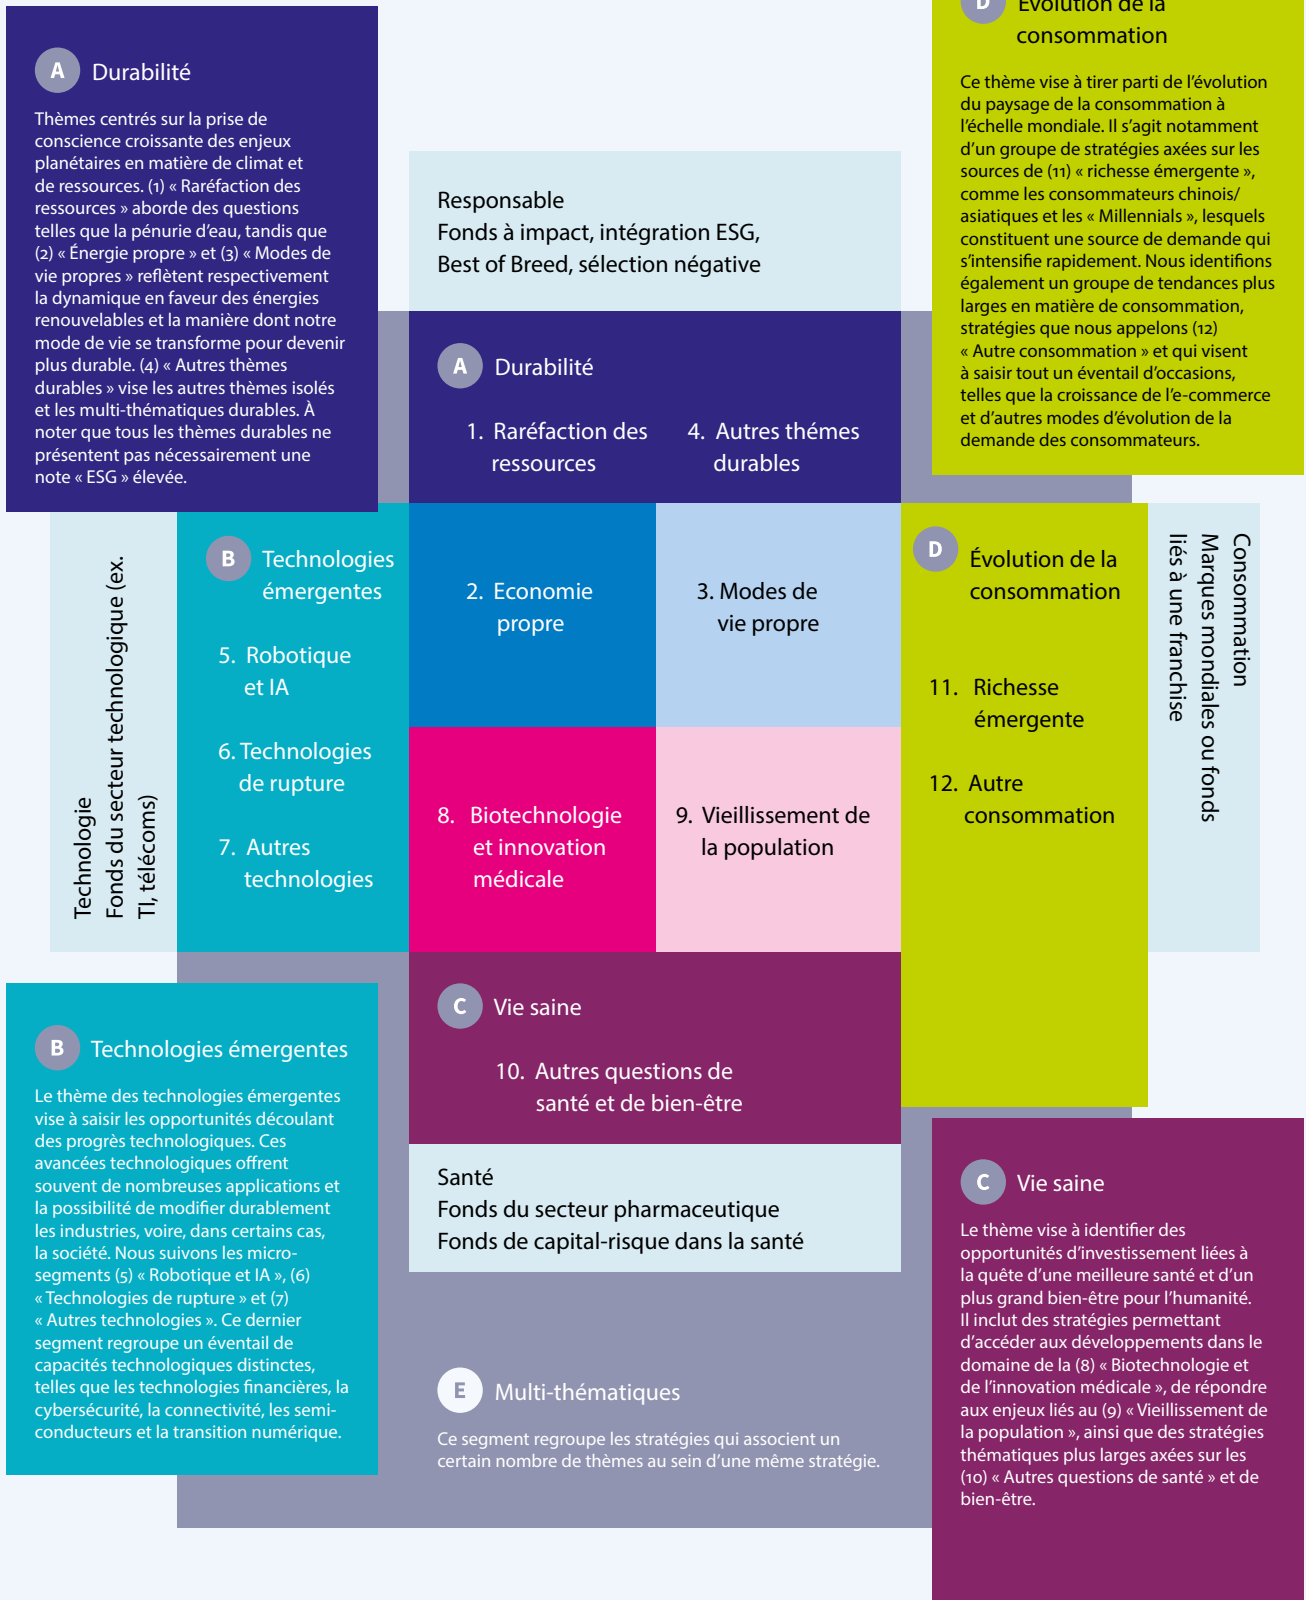 A Durabilité
Thèmes centrés sur la prise de
conscience croissante des enjeux
planétaires en matière de climat et
de ressources. (1) « Raréfaction des
ressources » aborde des questions
telles que la pénurie d’eau, tandis que
(2) « Énergie propre » et (3) « Modes de
vie propres » reflètent respectivement
la dynamique en faveur des énergies
renouvelables et la manière dont notre
mode de vie se transforme pour devenir
plus durable. (4) « Autres thèmes
durables » vise les autres thèmes isolés
et les multi-thématiques durables. À
noter que tous les thèmes durables ne
présentent pas nécessairement une
note « ESG » élevée.
D Évolution de la
consommation
Ce thème vise à tirer parti de l’évolution
du paysage de la consommation à
l’échelle mondiale. Il s’agit notamment
d’un groupe de stratégies axées sur les
sources de (11) « richesse émergente »,
comme les consommateurs chinois/
asiatiques et les « Millennials », lesquels
constituent une source de demande qui
s’intensifie rapidement. Nous identifions
également un groupe de tendances plus
larges en matière de consommation,
stratégies que nous appelons (12)
« Autre consommation » et qui visent
à saisir tout un éventail d’occasions,
telles que la croissance de l’e-commerce
et d’autres modes d’évolution de la
demande des consommateurs.
Responsable
Fonds à impact, intégration ESG,
Best of Breed, sélection négative
A Durabilité
1. Raréfaction des
ressources
4. Autres thémes
durables
Technologie
Fonds du secteur technologique (ex.
TI, télécoms)
B Technologies
émergentes
5. Robotique
et IA
6. Technologies
de rupture
7. Autres
technologies
2. Economie
propre
3. Modes de
vie propre
8. Biotechnologie
et innovation
médicale
9. Vieillissement de
la population
D Évolution de la
consommation
11. Richesse
émergente
12. Autre
consommation
Consommation
Marques mondiales ou fonds
liés à une franchise
C Vie saine
10. Autres questions de
santé et de bien-être
Santé
Fonds du secteur pharmaceutique
Fonds de capital-risque dans la santé
B Technologies émergentes
Le thème des technologies émergentes
vise à saisir les opportunités découlant
des progrès technologiques. Ces
avancées technologiques offrent
souvent de nombreuses applications et
la possibilité de modifier durablement
les industries, voire, dans certains cas,
la société. Nous suivons les micro-
segments (5) « Robotique et IA », (6)
« Technologies de rupture » et (7)
« Autres technologies ». Ce dernier
segment regroupe un éventail de
capacités technologiques distinctes,
telles que les technologies financières, la
cybersécurité, la connectivité, les semi-
conducteurs et la transition numérique.
E Multi-thématiques
Ce segment regroupe les stratégies qui associent un
certain nombre de thèmes au sein d’une même stratégie.
C Vie saine
Le thème vise à identifier des
opportunités d’investissement liées à
la quête d’une meilleure santé et d’un
plus grand bien-être pour l’humanité.
Il inclut des stratégies permettant
d’accéder aux développements dans le
domaine de la (8) « Biotechnologie et
de l’innovation médicale », de répondre
aux enjeux liés au (9) « Vieillissement de
la population », ainsi que des stratégies
thématiques plus larges axées sur les
(10) « Autres questions de santé » et de
bien-être.